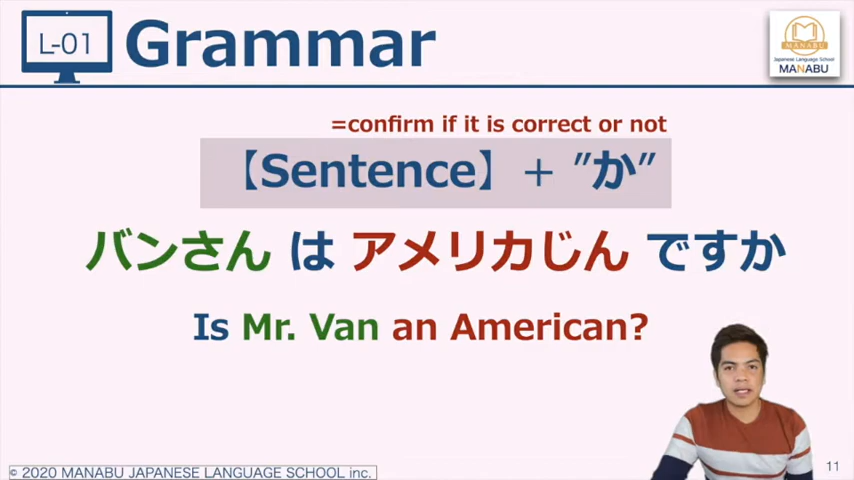 L-01
Grammar
MANABU
Japanese Language School
MANABU
=confirm if it is correct or not
【Sentence】+ ”か”
バンさん は アメリカじん ですか
Is Mr. Van an American?
© 2020 MANABU JAPANESE LANGUAGE SCHOOL inc.
11